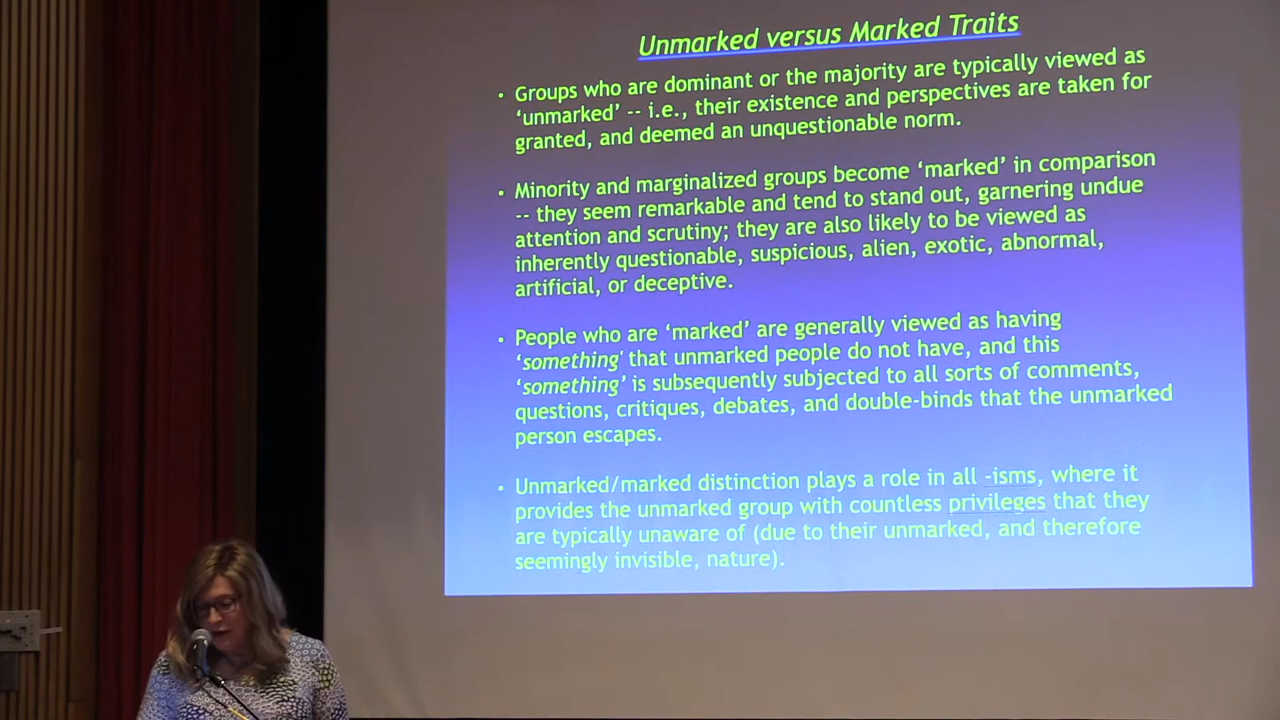 Unmarked versus Marked Traits
• Groups who are dominant or the majority are typically viewed as
‘unmarked’ -- i.e., their existence and perspectives are taken for
granted, and deemed an unquestionable norm.
• Minority and marginalized groups become ‘marked’ in comparison
-- they seem remarkable and tend to stand out, garnering undue
attention and scrutiny; they are also likely to be viewed as
inherently questionable, suspicious, alien, exotic, abnormal,
artificial, or deceptive.
• People who are ‘marked’ are generally viewed as having
‘something’ that unmarked people do not have, and this
‘something’ is subsequently subjected to all sorts of comments,
questions, critiques, debates, and double-binds that the unmarked
person escapes.
• Unmarked/marked distinction plays a role in all -isms, where it
provides the unmarked group with countless privileges that they
are typically unaware of (due to their unmarked, and therefore
seemingly invisible, nature).